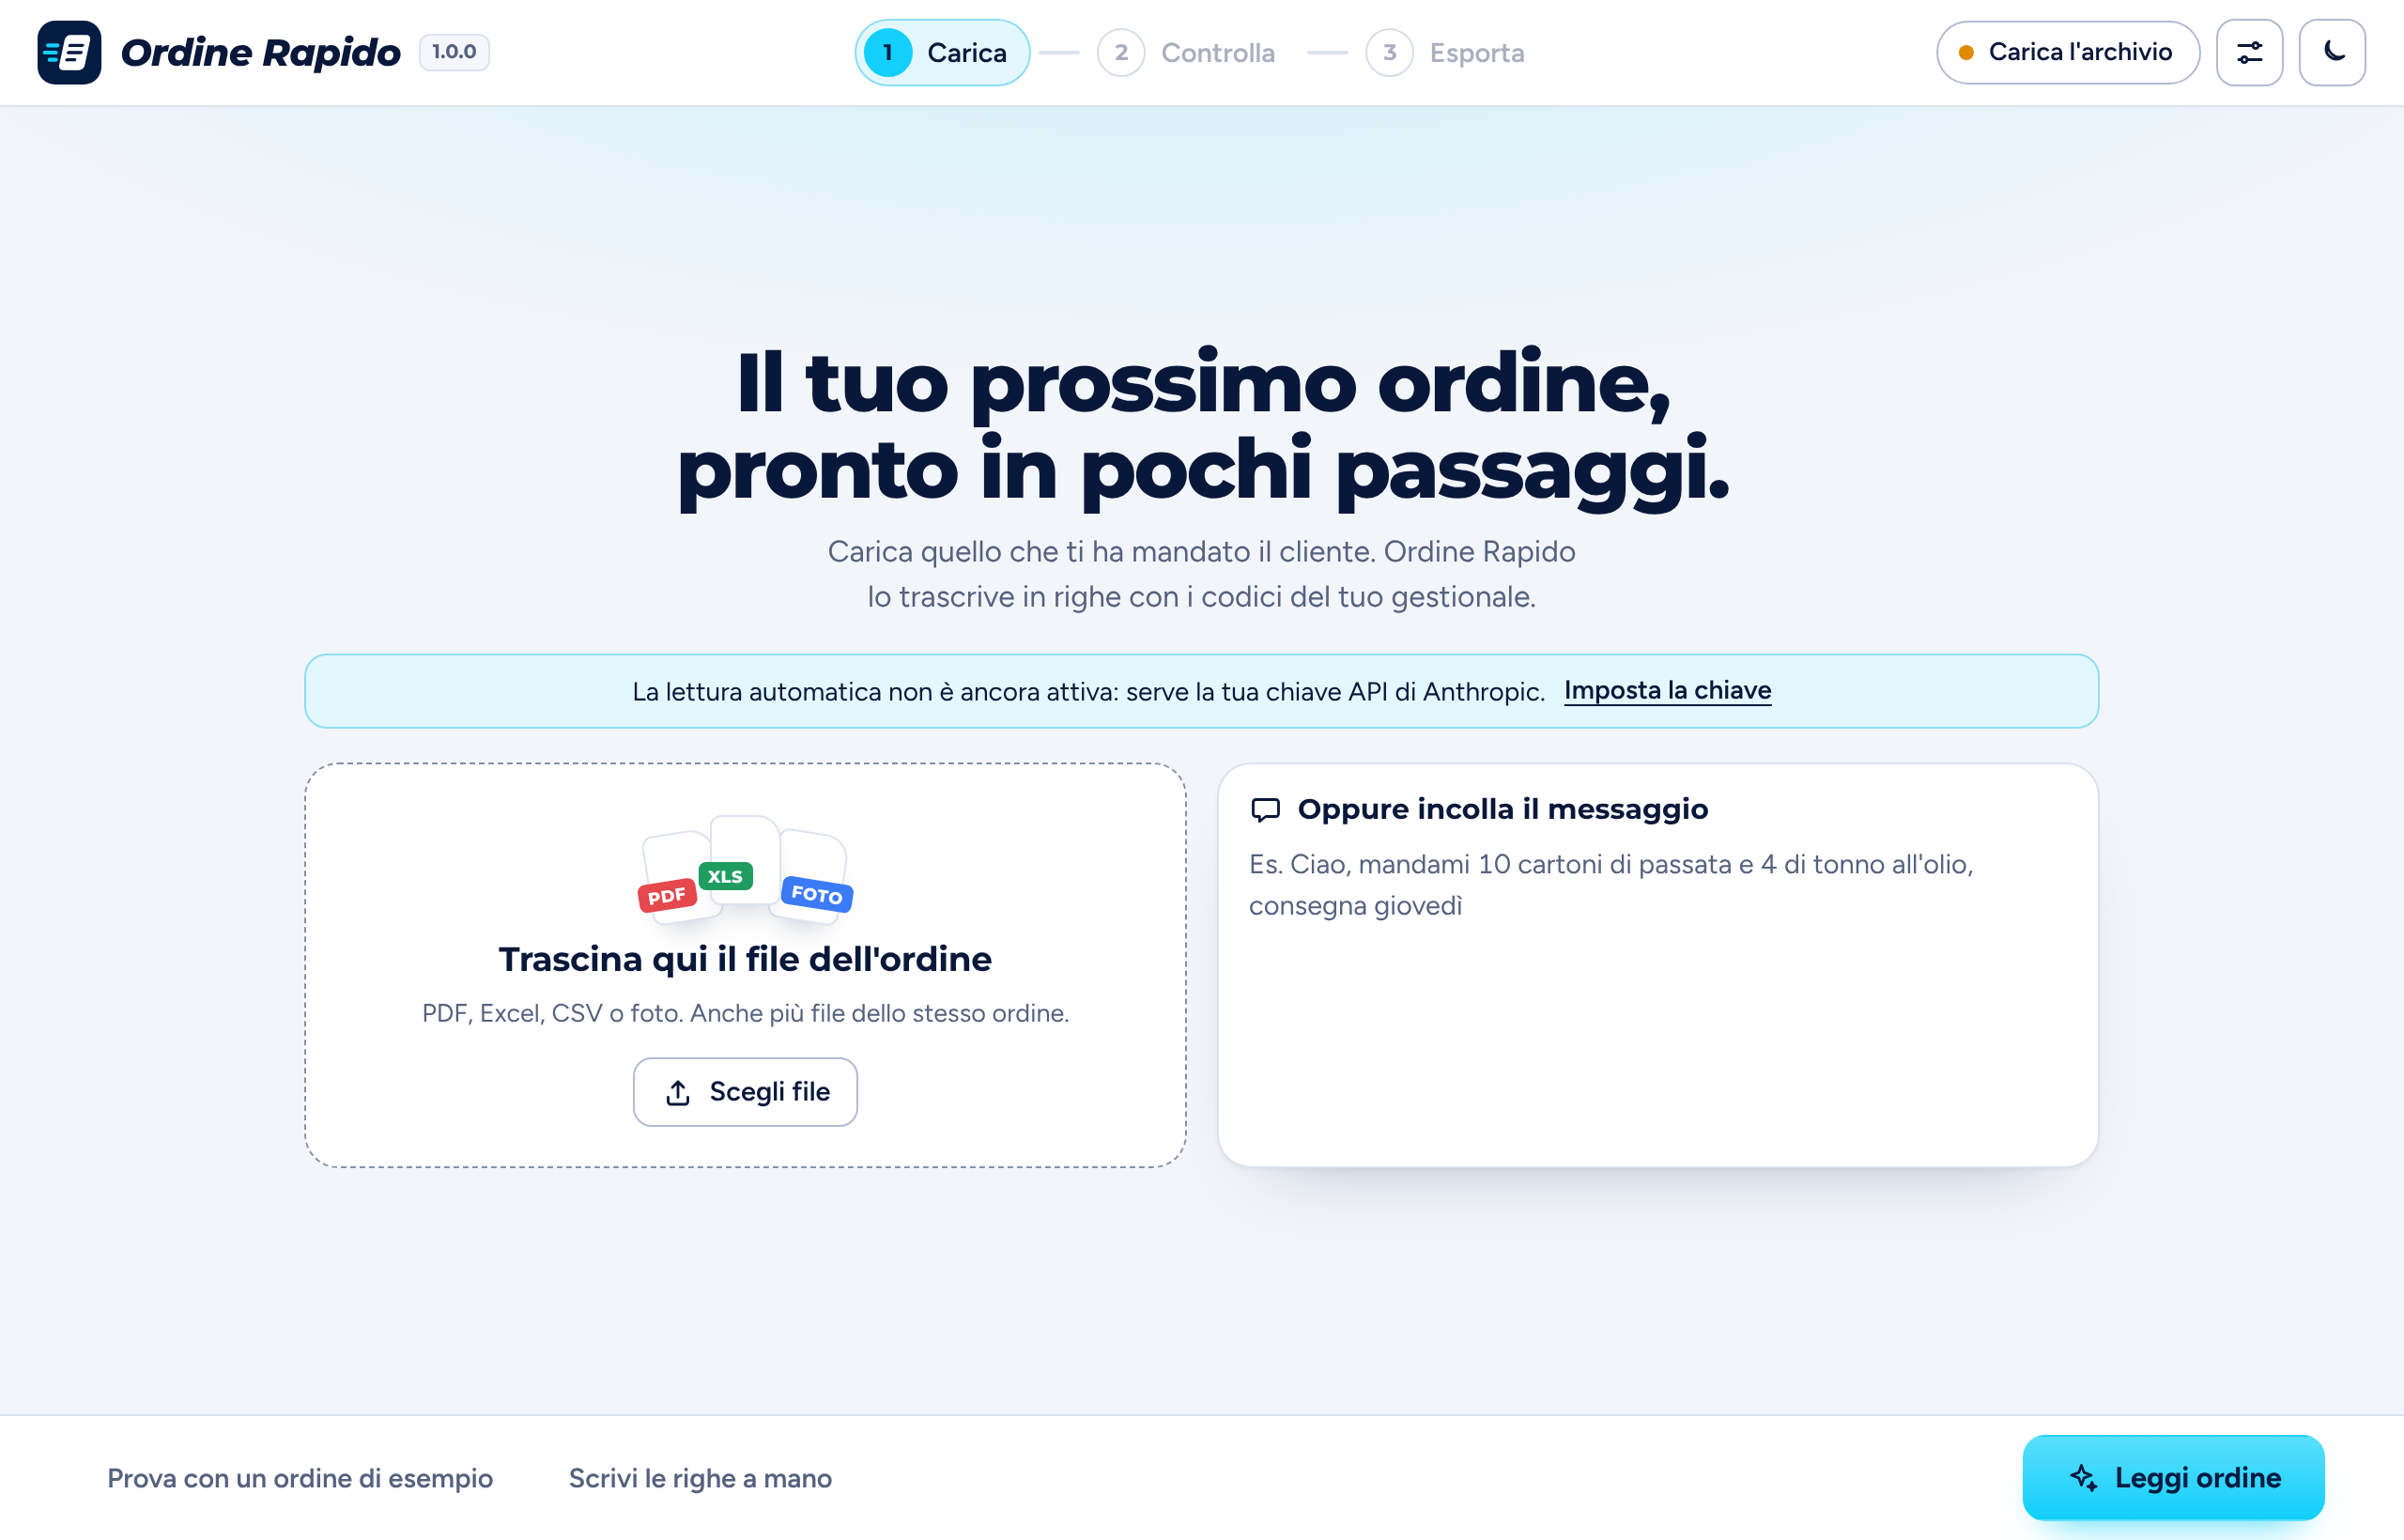 Ordine Rapido 1.0.0
1 Carica
2 Controlla
3 Esporta
Carica l'archivio
Il tuo prossimo ordine,
pronto in pochi passaggi.
Carica quello che ti ha mandato il cliente. Ordine Rapido
lo trascrive in righe con i codici del tuo gestionale.
La lettura automatica non è ancora attiva: serve la tua chiave API di Anthropic. Imposta la chiave
PDF
XLS
FOTO
Trascina qui il file dell'ordine
PDF, Excel, CSV o foto. Anche più file dello stesso ordine.
Scegli file
Oppure incolla il messaggio
Es. Ciao, mandami 10 cartoni di passata e 4 di tonno all'olio,
consegna giovedì
Prova con un ordine di esempio
Scrivi le righe a mano
Leggi ordine